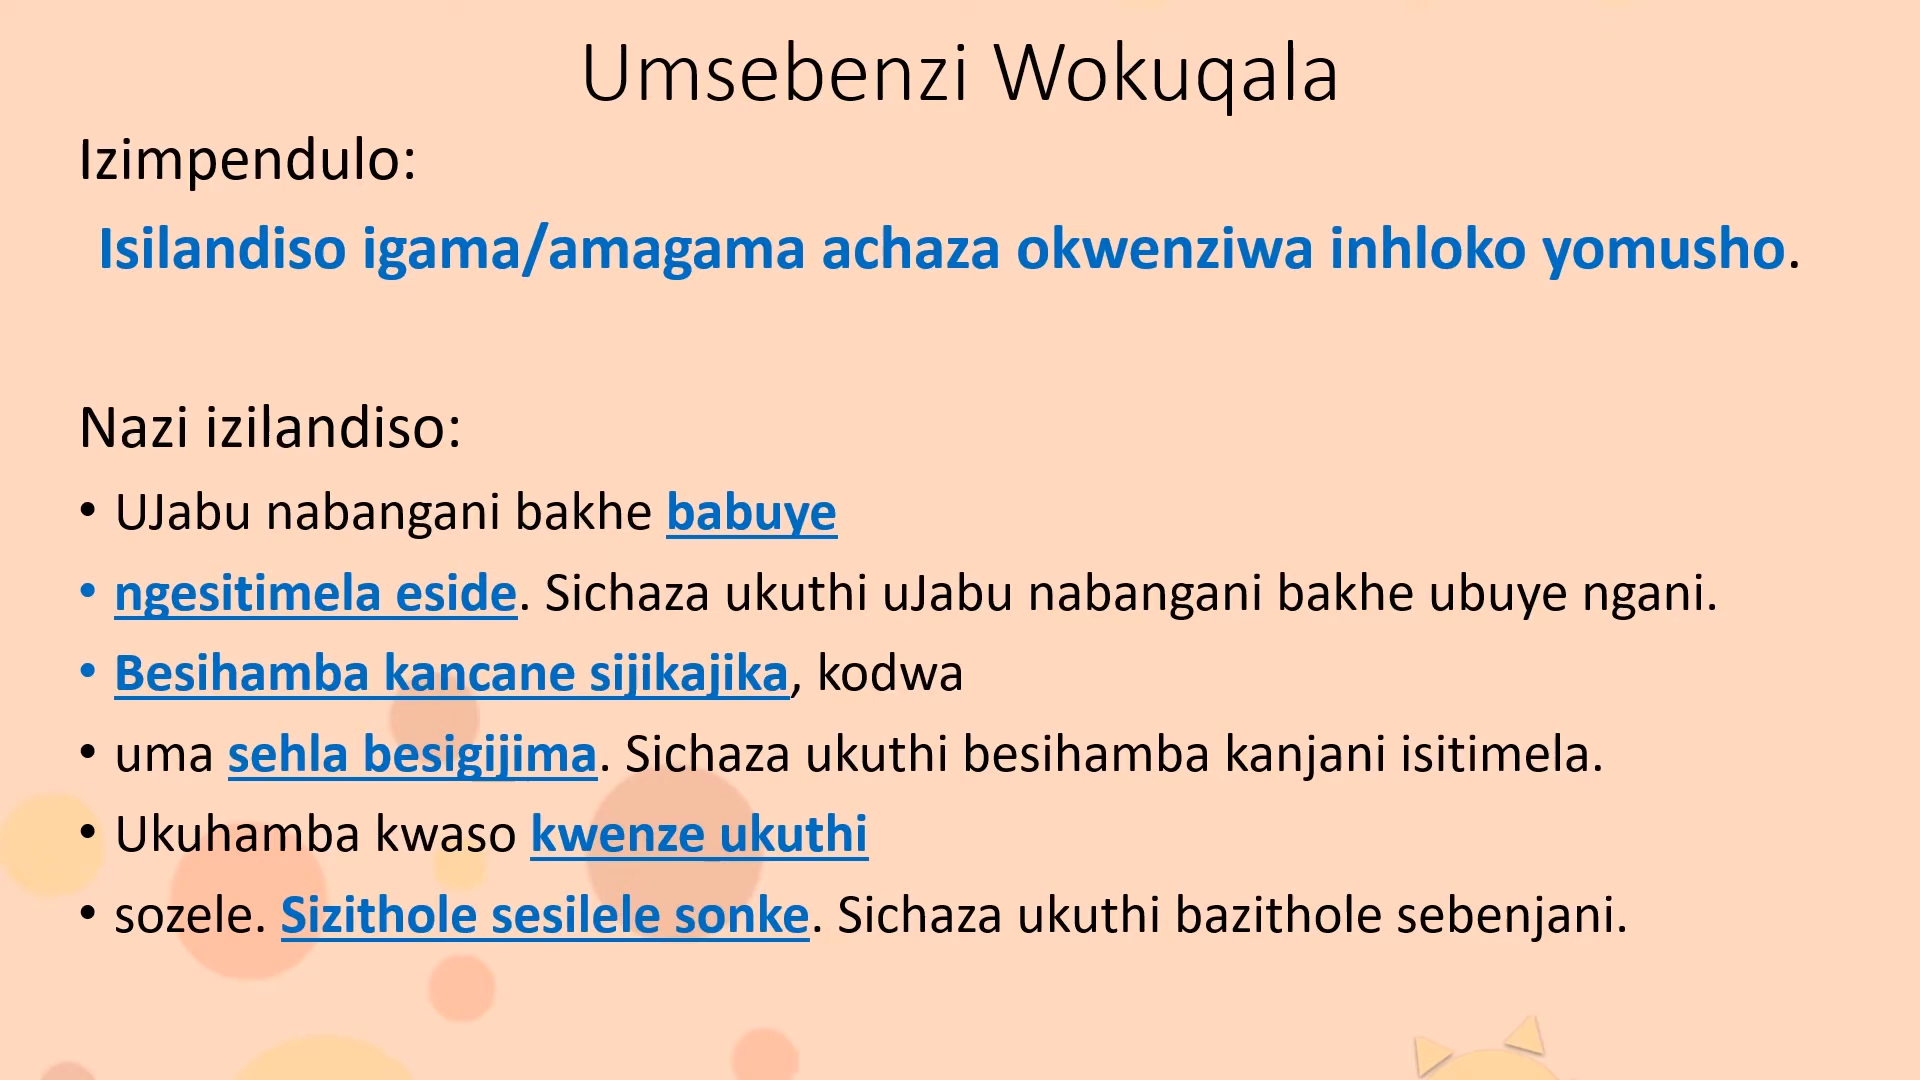 Umsebenzi Wokuqala
Izimpendulo:
Isilandiso igama/amagama achaza okwenziwa inhloko yomusho.
Nazi izilandiso:
• UJabu nabangani bakhe babuye
• ngesitimela eside. Sichaza ukuthi uJabu nabangani bakhe ubuye ngani.
• Besihamba kancane sijikajika, kodwa
• uma sehla besigijima. Sichaza ukuthi besihamba kanjani isitimela.
• Ukuhamba kwaso kwenze ukuthi
• sozele. Sizithole sesilele sonke. Sichaza ukuthi bazithole sebenjani.